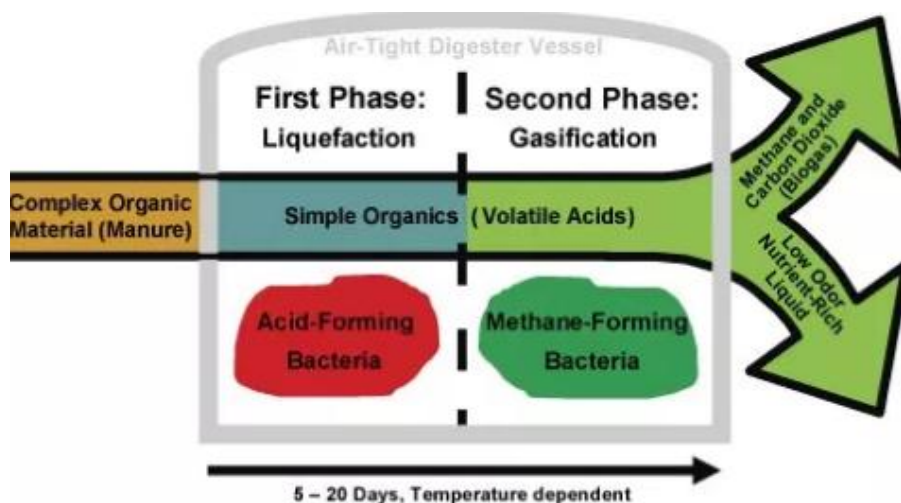 Air-Tight Digester Vessel
First Phase:
Liquefaction
Second Phase:
Gasification
Complex Organic
Material (Manure)
Simple Organics (Volatile Acids)
Methane and
Carbon Dioxide
(Biogas)
Low Odor
Nutrient-Rich
Liquid
Acid-Forming
Bacteria
Methane-Forming
Bacteria
5 – 20 Days, Temperature dependent